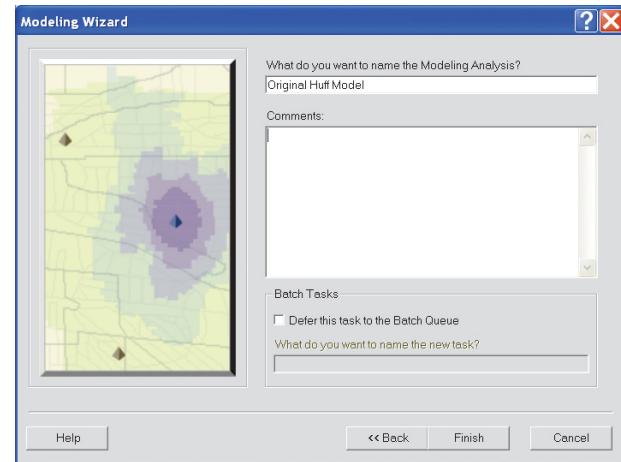 Modeling Wizard
What do you want to name the Modeling Analysis?
Original Huff Model
Comments:
Batch Tasks
Defer this task to the Batch Queue
What do you want to name the new task?
Help
<< Back
Finish
Cancel